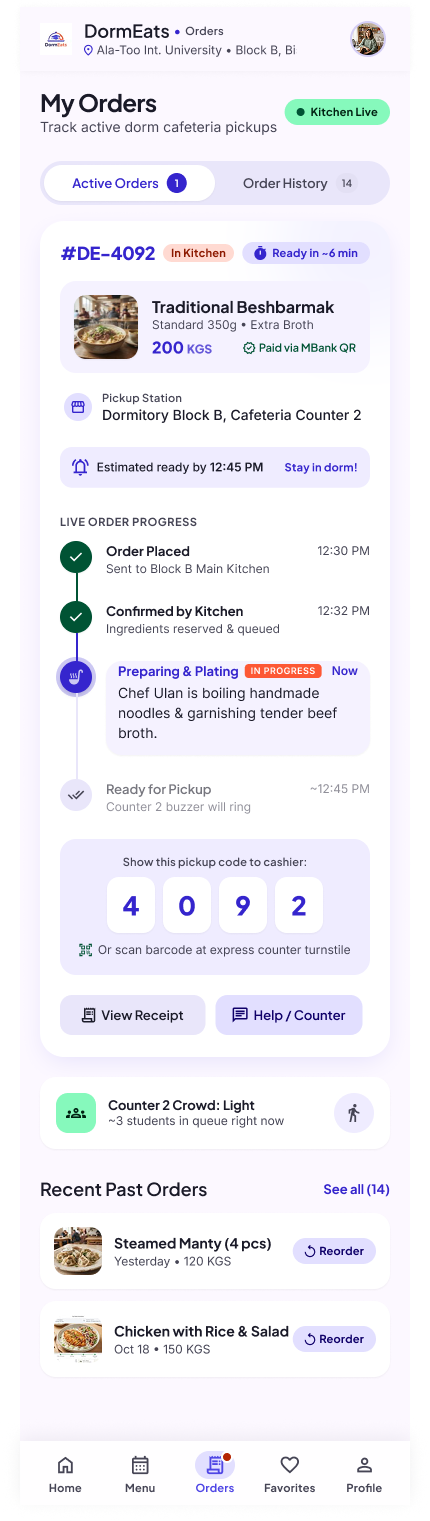 DormEats
DormEats • Orders
Ala-Too Int. University • Block B, Bi
My Orders
Kitchen Live
Track active dorm cafeteria pickups
Active Orders 1
Order History 14
#DE-4092 In Kitchen Ready in ~6 min
Traditional Beshbarmak
Standard 350g • Extra Broth
200 KGS Paid via MBank QR
Pickup Station
Dormitory Block B, Cafeteria Counter 2
Estimated ready by 12:45 PM Stay in dorm!
LIVE ORDER PROGRESS
Order Placed 12:30 PM
Sent to Block B Main Kitchen
Confirmed by Kitchen 12:32 PM
Ingredients reserved & queued
Preparing & Plating IN PROGRESS Now
Chef Ulan is boiling handmade
noodles & garnishing tender beef
broth.
Ready for Pickup ~12:45 PM
Counter 2 buzzer will ring
Show this pickup code to cashier:
4 0 9 2
Or scan barcode at express counter turnstile
View Receipt Help / Counter
Counter 2 Crowd: Light
~3 students in queue right now
Recent Past Orders See all (14)
Steamed Manty (4 pcs)
Yesterday • 120 KGS
Reorder
Chicken with Rice & Salad
Oct 18 • 150 KGS
Reorder
Home Menu Orders Favorites Profile